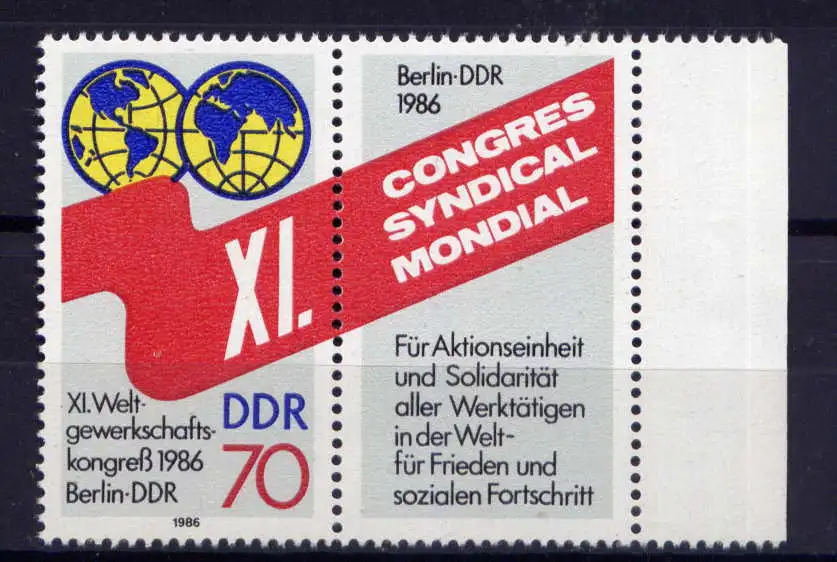 XI.
XI.Welt-
gewerkschafts-
kongreß 1986
Berlin·DDR
DDR
70
1986
Berlin·DDR
1986
CONGRES
SYNDICAL
MONDIAL
Für Aktionseinheit
und Solidarität
aller Werktätigen
in der Welt-
für Frieden und
sozialen Fortschritt